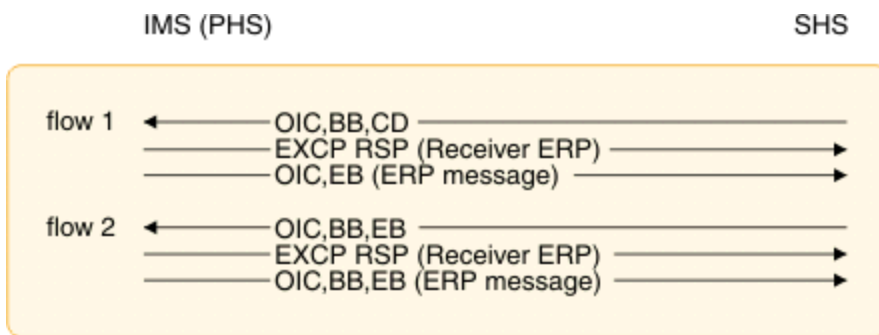 IMS (PHS) SHS
flow 1 OIC,BB,CD
EXCP RSP (Receiver ERP)
OIC,EB (ERP message)
flow 2 OIC,BB,EB
EXCP RSP (Receiver ERP)
OIC,BB,EB (ERP message)